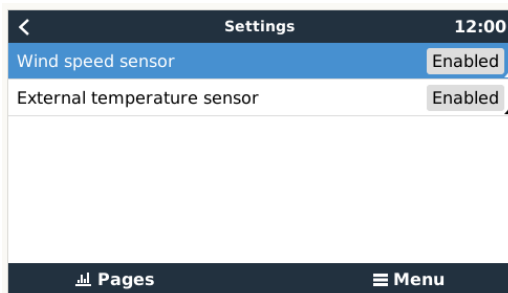 Settings 12:00
Wind speed sensor Enabled
External temperature sensor Enabled
Pages Menu